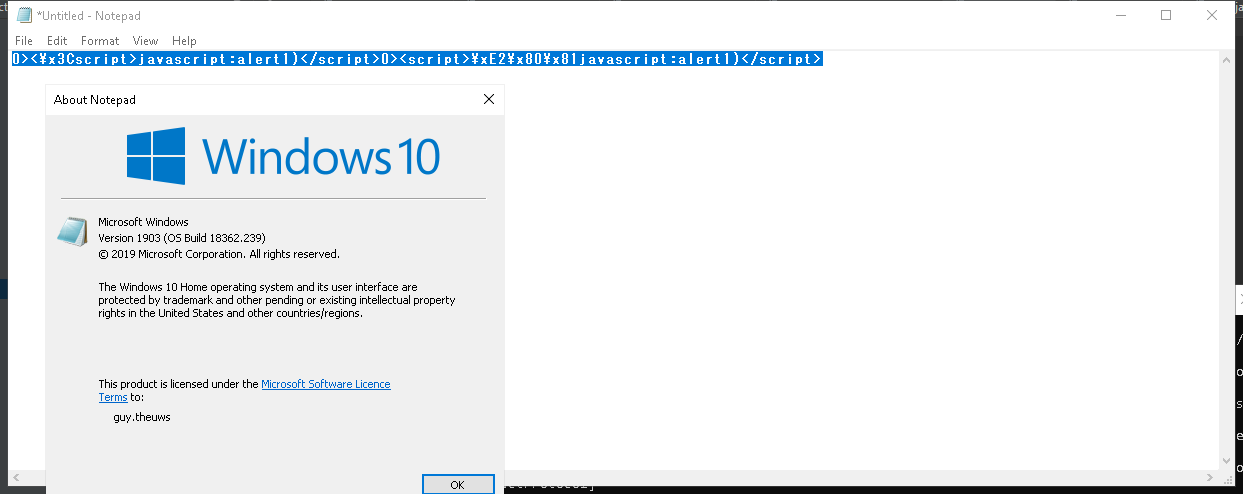 *Untitled - Notepad
File Edit Format View Help
0><¥x3Cscript>javascript:alert1)</script>0><script>¥xE2¥x80¥x81javascript:alert1)</script>
About Notepad
Windows 10
Microsoft Windows
Version 1903 (OS Build 18362.239)
© 2019 Microsoft Corporation. All rights reserved.
The Windows 10 Home operating system and its user interface are
protected by trademark and other pending or existing intellectual property
rights in the United States and other countries/regions.
This product is licensed under the Microsoft Software Licence
Terms to:
guy.theuws
OK